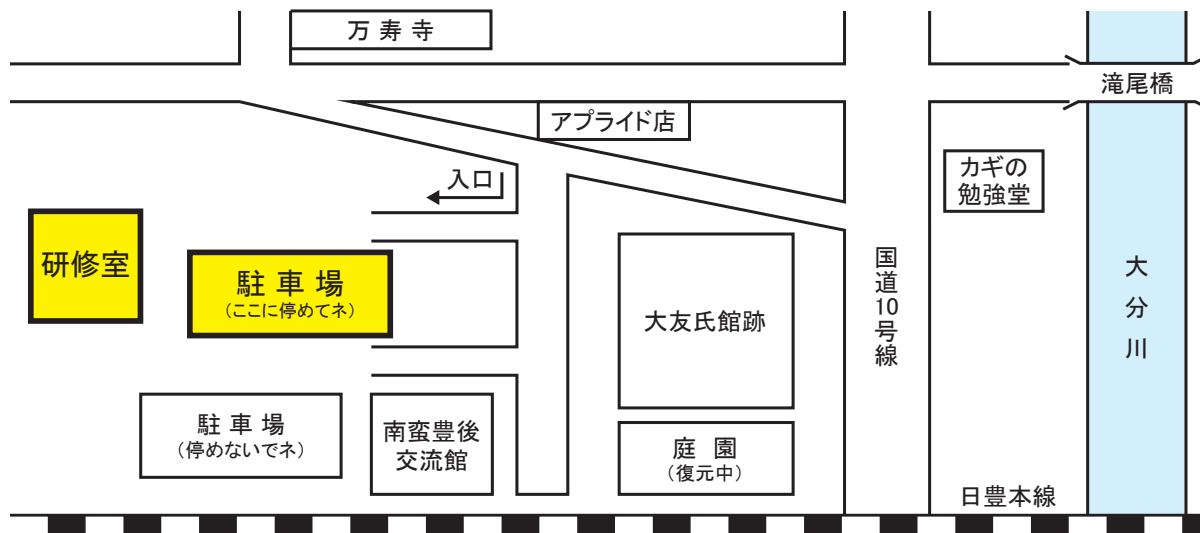 万寿寺
滝尾橋
アプライド店
カギの
勉強堂
入口
研修室
駐車場
(ここに停めてネ)
大友氏館跡
国道10号線
大分川
駐車場
(停めないでネ)
南蛮豊後
交流館
庭園
(復元中)
日豊本線